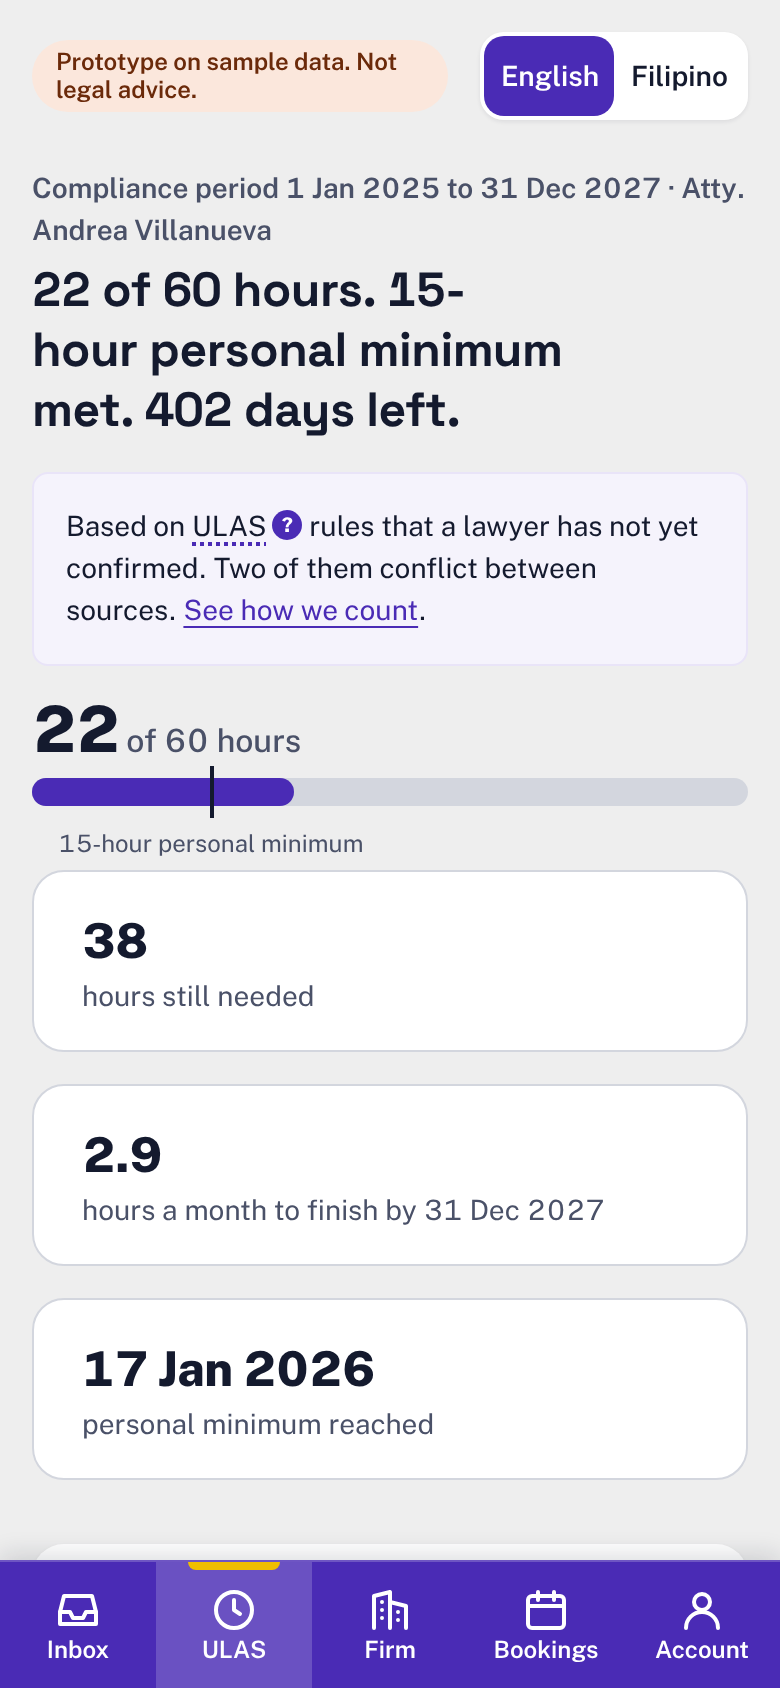 Prototype on sample data. Not
legal advice.
English
Filipino
Compliance period 1 Jan 2025 to 31 Dec 2027 · Atty.
Andrea Villanueva
22 of 60 hours. 15-
hour personal minimum
met. 402 days left.
Based on ULAS ? rules that a lawyer has not yet
confirmed. Two of them conflict between
sources. See how we count.
22 of 60 hours
15-hour personal minimum
38
hours still needed
2.9
hours a month to finish by 31 Dec 2027
17 Jan 2026
personal minimum reached
Inbox
ULAS
Firm
Bookings
Account